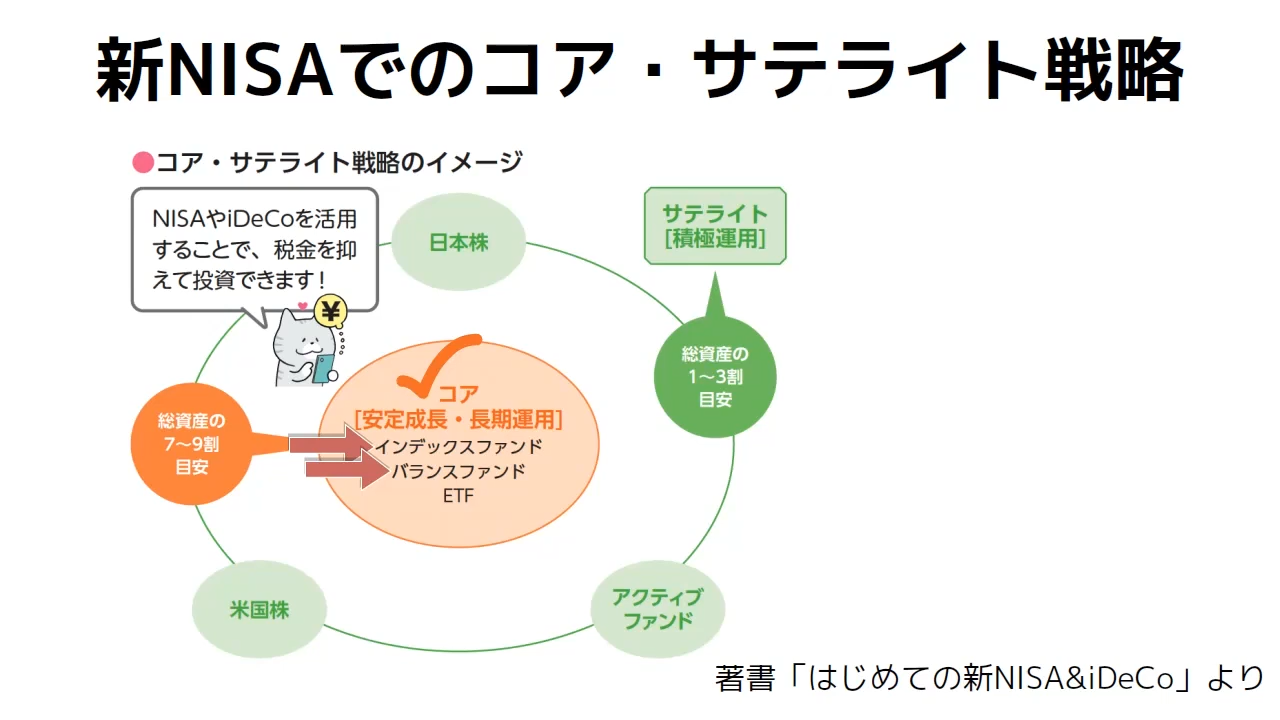 新NISAでのコア・サテライト戦略
●コア・サテライト戦略のイメージ
NISAやiDeCoを活用
することで、税金を抑
えて投資できます!
¥
日本株
サテライト
[積極運用]
総資産の
1〜3割
目安
コア
[安定成長・長期運用]
インデックスファンド
バランスファンド
ETF
総資産の
7〜9割
目安
米国株
アクティブ
ファンド
著書「はじめての新NISA&iDeCo」より